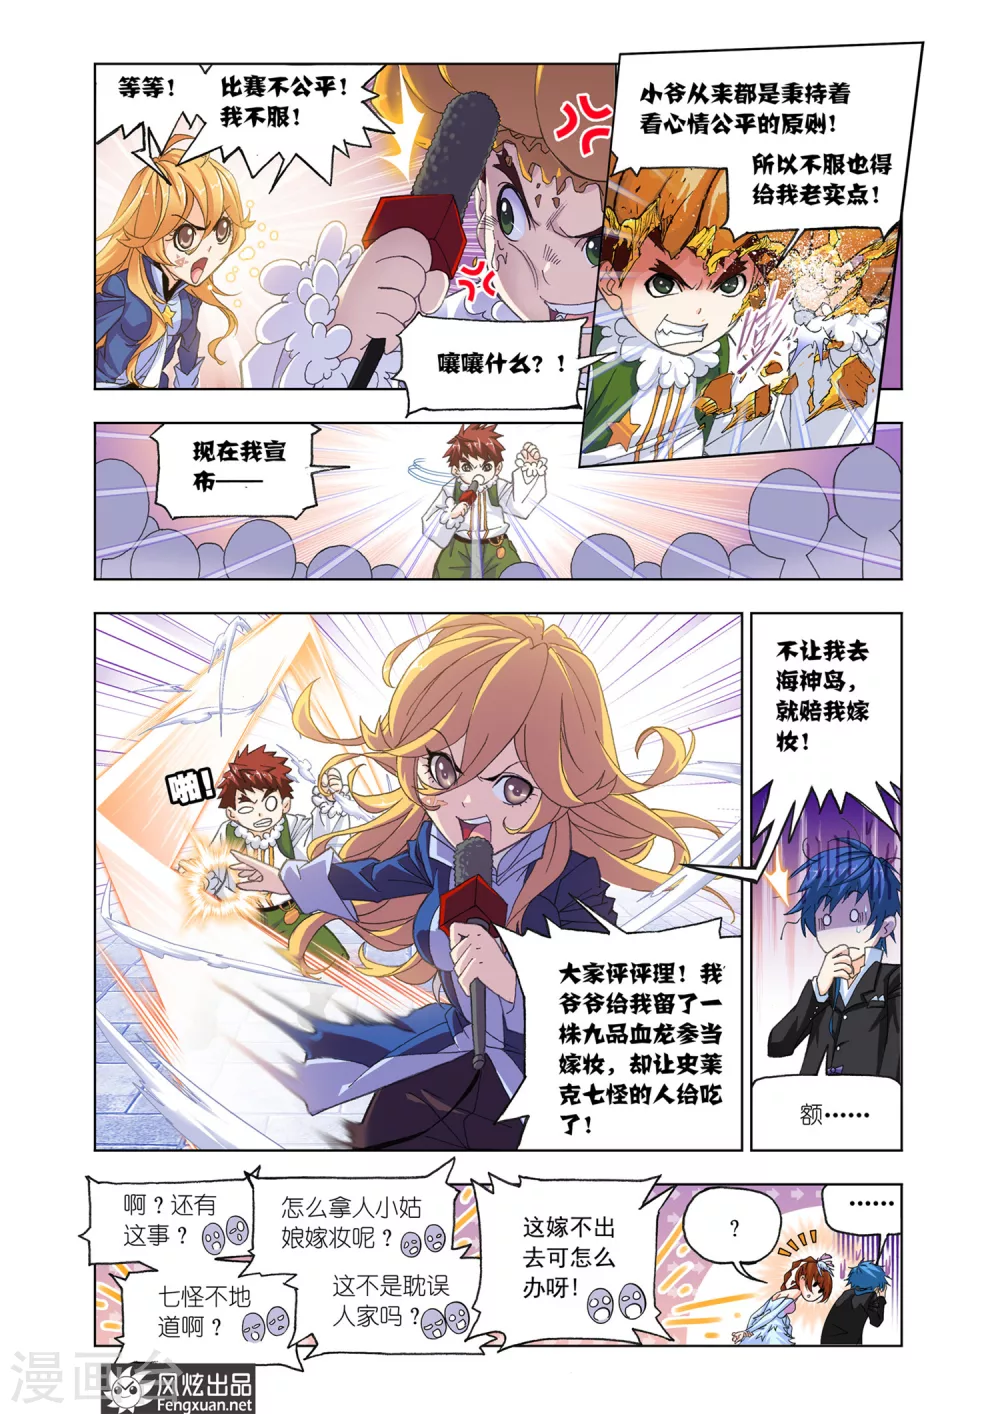 等等！
比赛不公平！
我不服！
嚷嚷什么？！
小爷从来都是秉持着
看心情公平的原则！
所以不服也得
给我老实点！
现在我宣
布——
啪！
不让我去
海神岛，
就赔我嫁
妆！
大家评评理！我
爷爷给我留了一
株九品血龙参当
嫁妆，却让史莱
克七怪的人给吃
了！
额……
啊？还有
这事？
怎么拿人小姑
娘嫁妆呢？
七怪不地
道啊？
这不是耽误
人家吗？
这嫁不出
去可怎么
办呀！
？
……
漫画台
风炫出品
Fengxuan.net